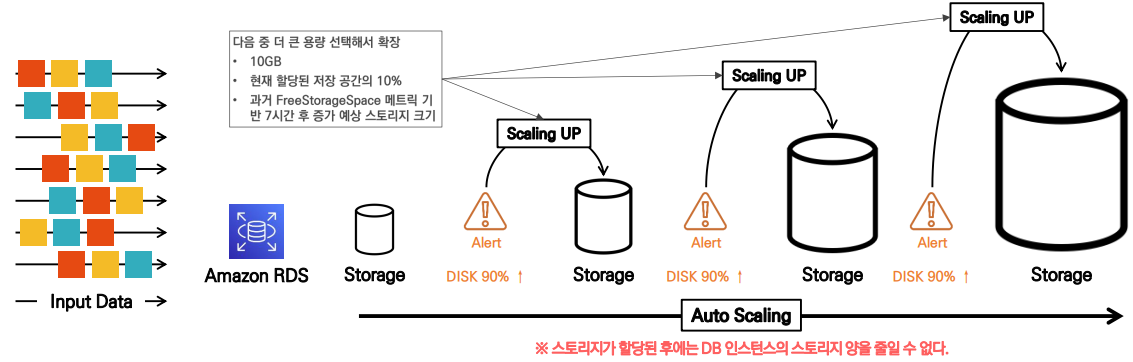 Scaling UP
다음 중 더 큰 용량 선택해서 확장
• 10GB
• 현재 할당된 저장 공간의 10%
• 과거 FreeStorageSpace 메트릭 기
반 7시간 후 증가 예상 스토리지 크기
Scaling UP
Scaling UP
Alert
Alert
Alert
Amazon RDS
Storage
DISK 90% ↑
Storage
DISK 90% ↑
Storage
DISK 90% ↑
Storage
Input Data
Auto Scaling
※ 스토리지가 할당된 후에는 DB 인스턴스의 스토리지 양을 줄일 수 없다.